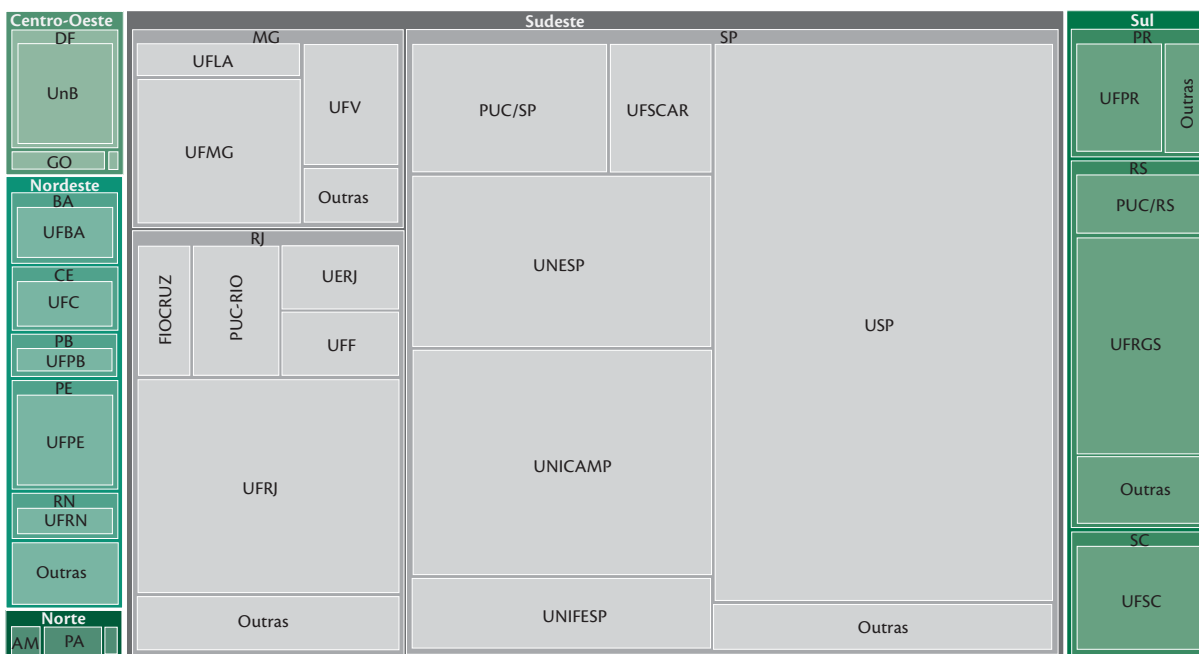 Centro-Oeste
DF
UnB
GO
Nordeste
BA
UFBA
CE
UFC
PB
UFPB
PE
UFPE
RN
UFRN
Outras
Norte
AM
PA
Sudeste
MG
UFLA
UFMG
UFV
Outras
RJ
FIOCRUZ
PUC-RIO
UERJ
UFF
UFRJ
Outras
SP
PUC/SP
UFSCAR
UNESP
UNICAMP
UNIFESP
USP
Outras
Sul
PR
UFPR
Outras
RS
PUC/RS
UFRGS
Outras
SC
UFSC